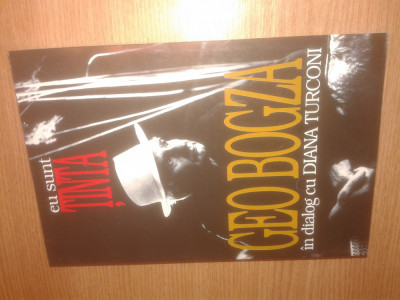 eu sunt
ȚINTA
GEO BOGZA
în dialog cu DIANA TURCONI